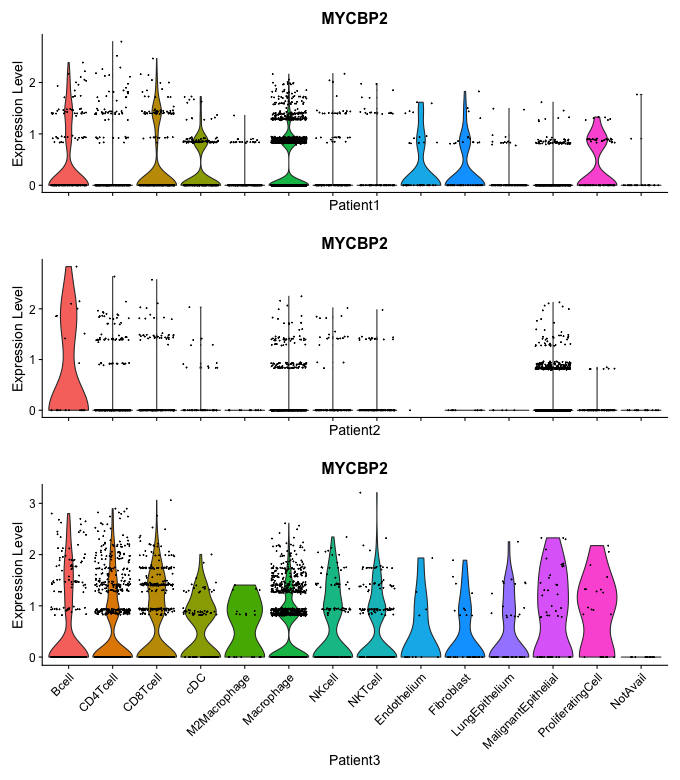 MYCBP2
Expression Level
2
1
0
Patient1
MYCBP2
Expression Level
2
1
0
Patient2
MYCBP2
Expression Level
3
2
1
0
Bcell
CD4Tcell
CD8Tcell
cDC
M2Macrophage
Macrophage
NKcell
NKTcell
Endothelium
Fibroblast
LungEpithelium
MalignantEpithelial
ProliferatingCell
NotAvail
Patient3